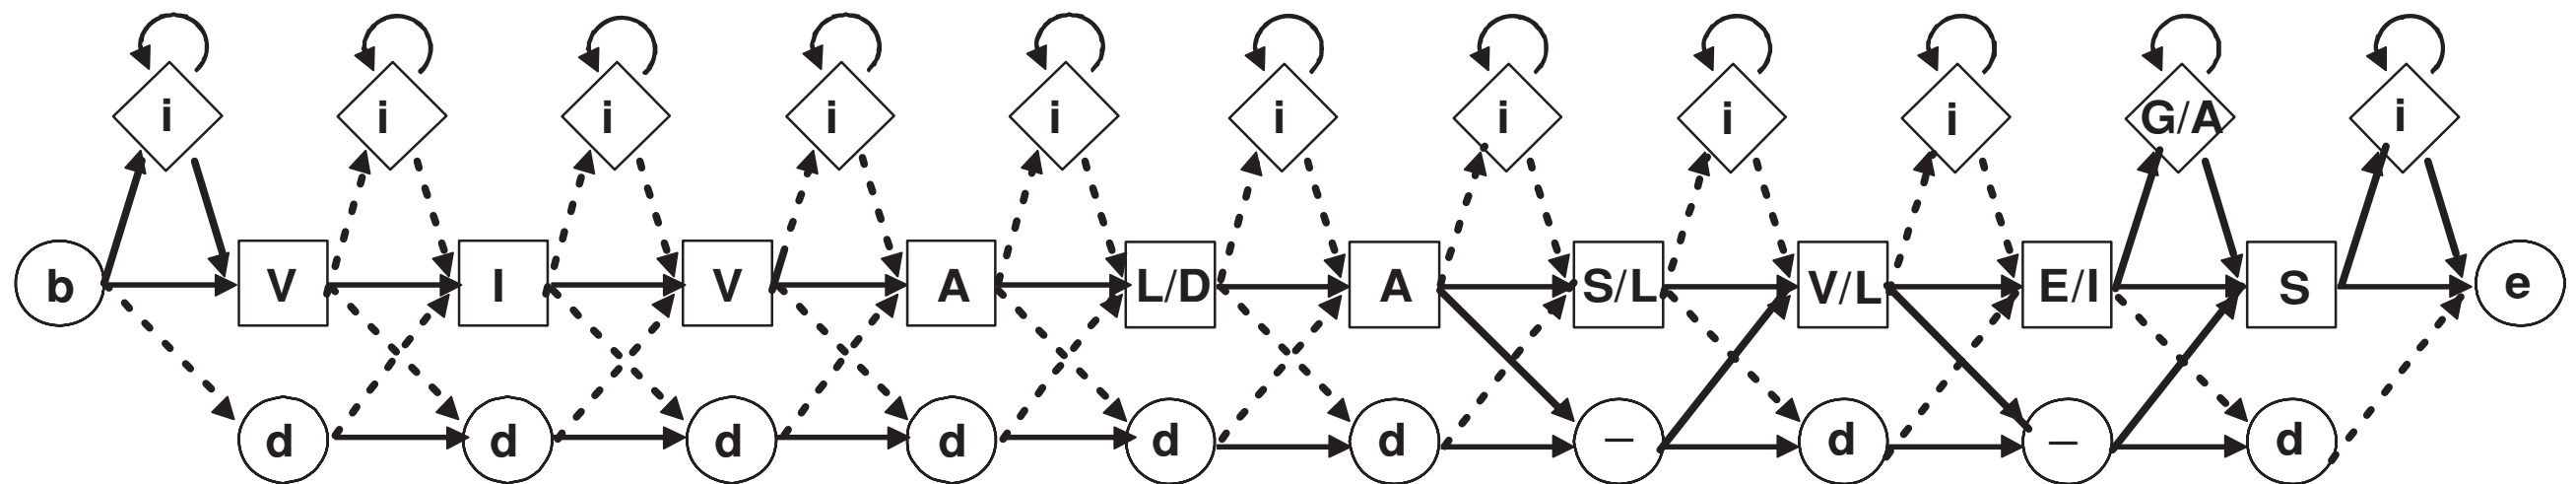 i i i i i i i i i G/A i
b V I V A L/D A S/L V/L E/I S e
d d d d d d – d – d